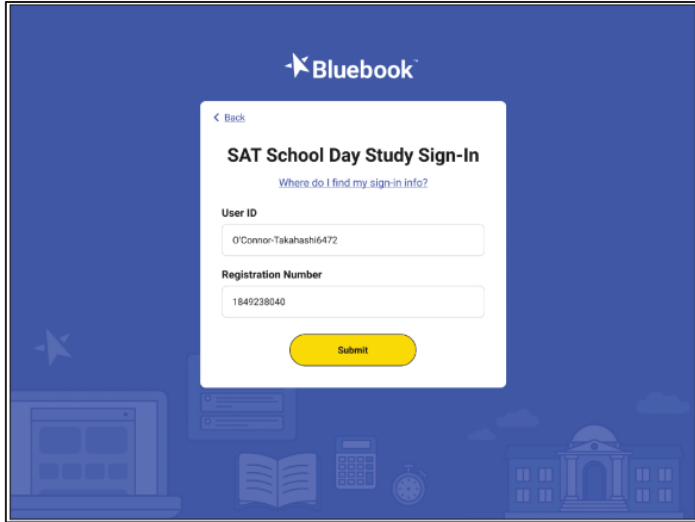 Bluebook™
Back
SAT School Day Study Sign-In
Where do I find my sign-in info?
User ID
O'Connor-Takahashi6472
Registration Number
1849238040
Submit